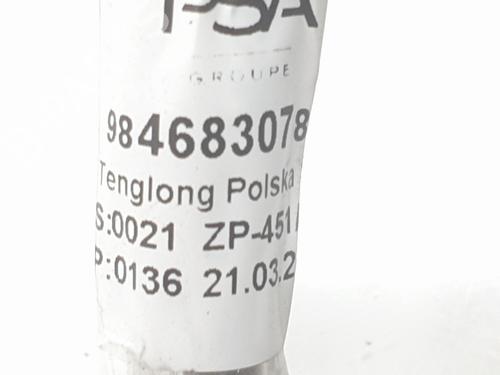 PSA
GROUPE
984683078
Tenglong Polska
S:0021 ZP-451
P:0136 21.03.2